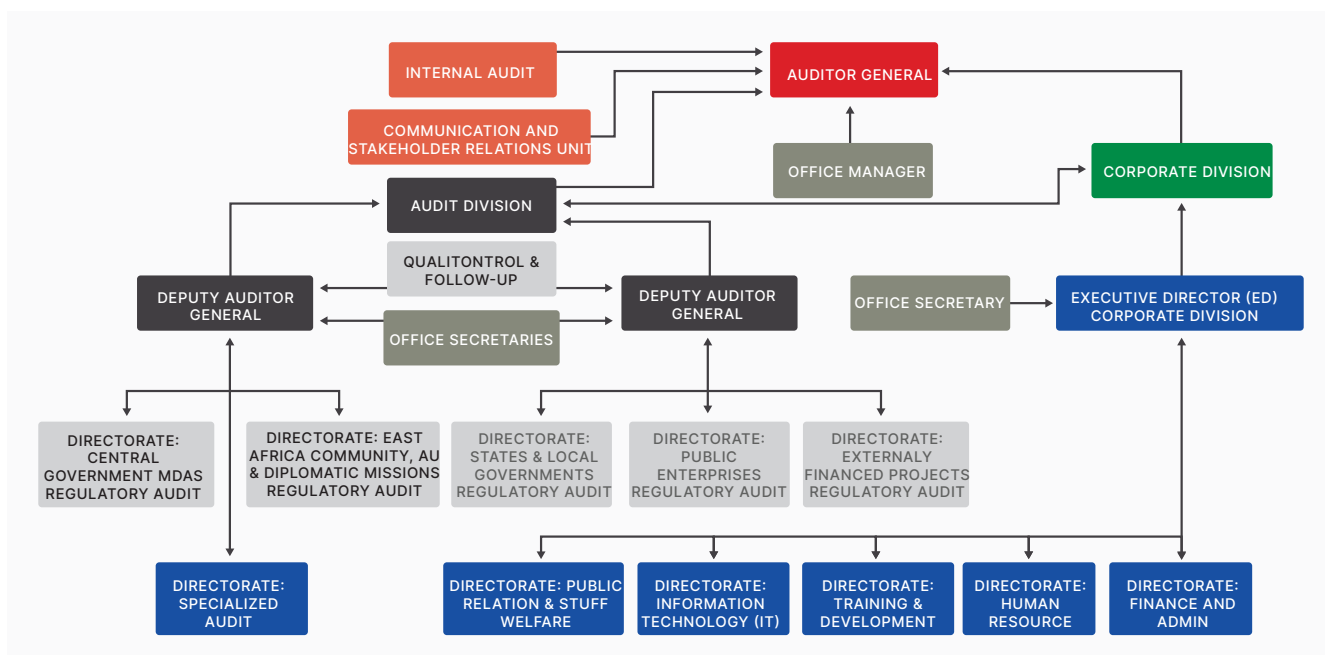 INTERNAL AUDIT
AUDITOR GENERAL
COMMUNICATION AND
STAKEHOLDER RELATIONS UNIT
OFFICE MANAGER
CORPORATE DIVISION
AUDIT DIVISION
QUALITONTROL &
FOLLOW-UP
DEPUTY AUDITOR
GENERAL
DEPUTY AUDITOR
GENERAL
OFFICE SECRETARY
EXECUTIVE DIRECTOR (ED)
CORPORATE DIVISION
OFFICE SECRETARIES
DIRECTORATE:
CENTRAL
GOVERNMENT MDAS
REGULATORY AUDIT
DIRECTORATE: EAST
AFRICA COMMUNITY, AU
& DIPLOMATIC MISSIONS
REGULATORY AUDIT
DIRECTORATE:
STATES & LOCAL
GOVERNMENTS
REGULATORY AUDIT
DIRECTORATE:
PUBLIC
ENTERPRISES
REGULATORY AUDIT
DIRECTORATE:
EXTERNALY
FINANCED PROJECTS
REGULATORY AUDIT
DIRECTORATE:
SPECIALIZED
AUDIT
DIRECTORATE: PUBLIC
RELATION & STUFF
WELFARE
DIRECTORATE:
INFORMATION
TECHNOLOGY (IT)
DIRECTORATE:
TRAINING &
DEVELOPMENT
DIRECTORATE:
HUMAN
RESOURCE
DIRECTORATE:
FINANCE AND
ADMIN